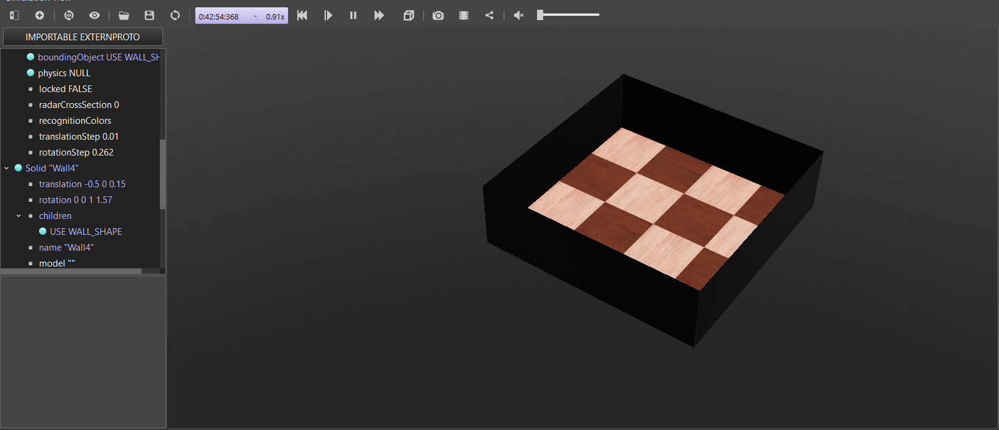 Simulation View
0:42:54:368 - 0.91x
IMPORTABLE EXTERNPROTO
boundingObject USE WALL_SH
physics NULL
locked FALSE
radarCrossSection 0
recognitionColors
translationStep 0.01
rotationStep 0.262
Solid "Wall4"
translation -0.5 0 0.15
rotation 0 0 1 1.57
children
USE WALL_SHAPE
name "Wall4"
model ""